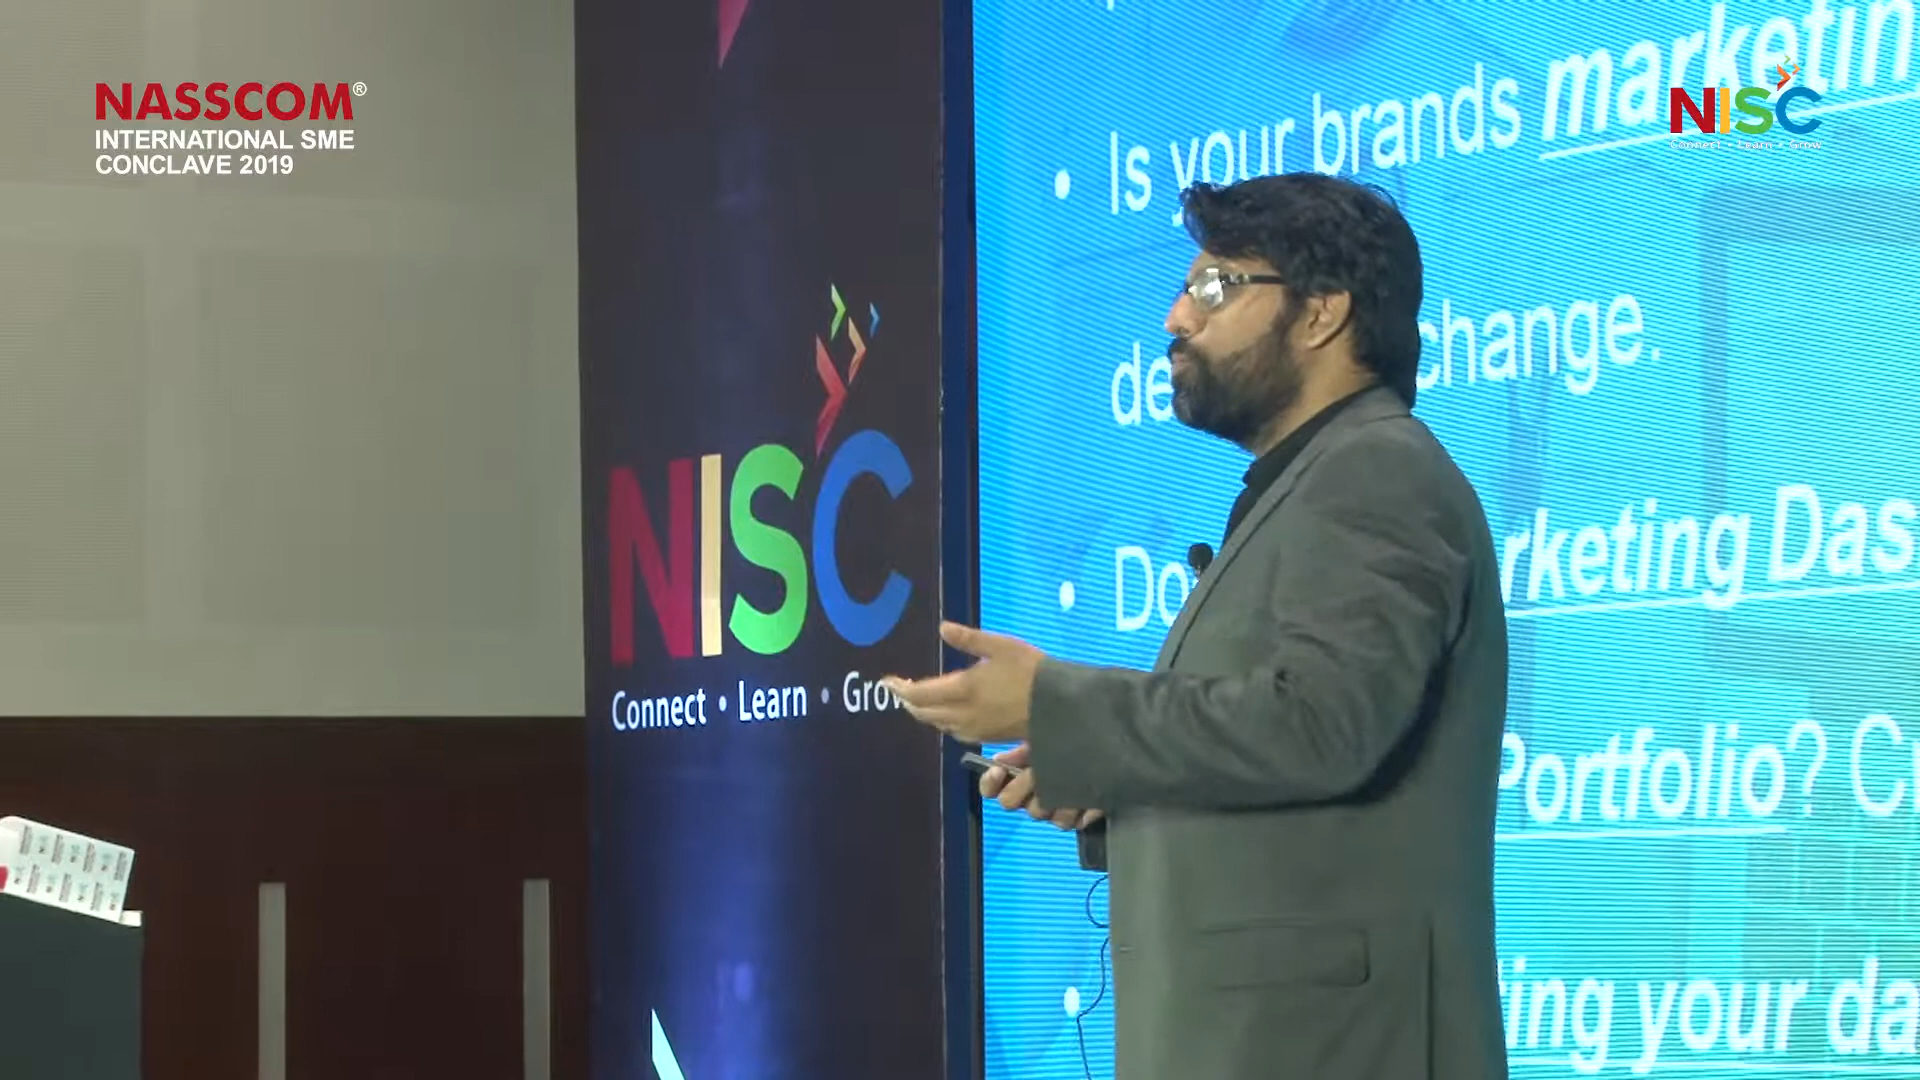 NASSCOM®
INTERNATIONAL SME
CONCLAVE 2019
NISC
Connect • Learn • Grow
NISC
Connect • Learn • Grow
• Is your brands marketin
de change.
• Do rketing Das
Portfolio? C
• ing your da